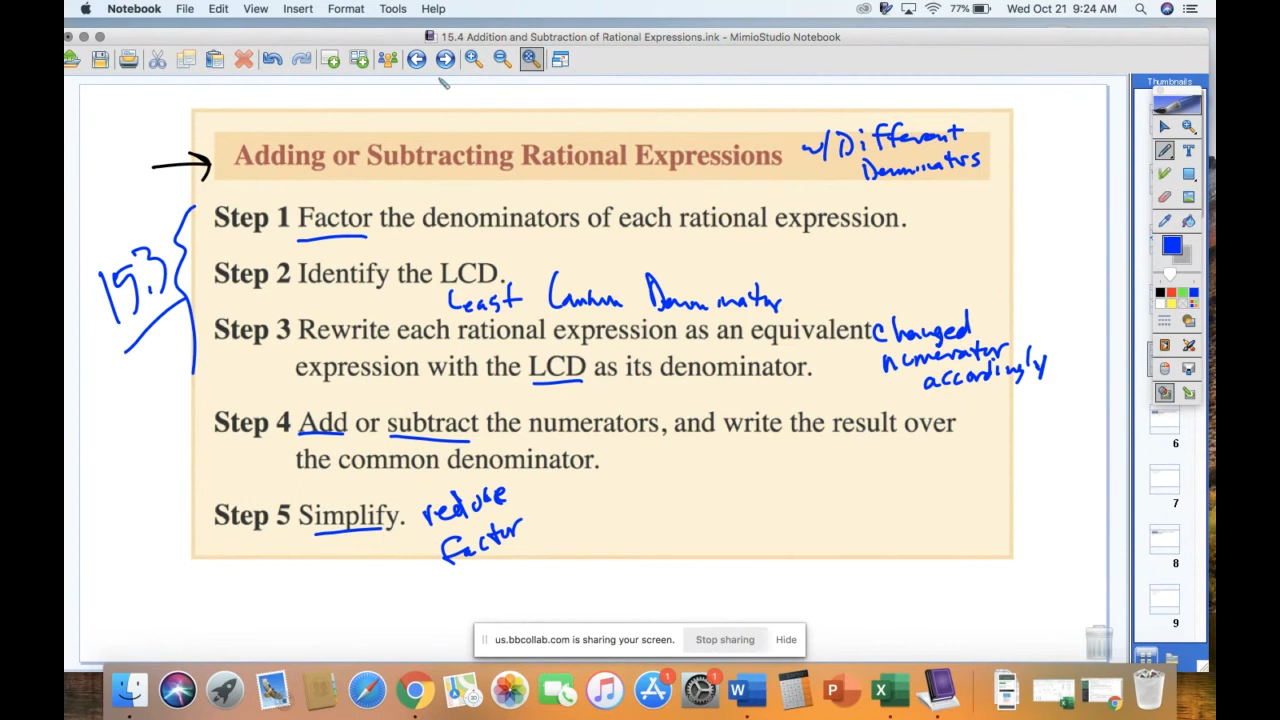 Notebook File Edit View Insert Format Tools Help 77% Wed Oct 21 9:24 AM
15.4 Addition and Subtraction of Rational Expressions.ink - MimioStudio Notebook
Thumbnails
Adding or Subtracting Rational Expressions w/ Different
Denominators
Step 1 Factor the denominators of each rational expression.
15.3
Step 2 Identify the LCD.
Least Common Denominator
Step 3 Rewrite each rational expression as an equivalent changed
numerator
expression with the LCD as its denominator. accordingly
Step 4 Add or subtract the numerators, and write the result over
the common denominator.
Step 5 Simplify. reduce
factor
6
7
8
9
us.bbcollab.com is sharing your screen. Stop sharing Hide